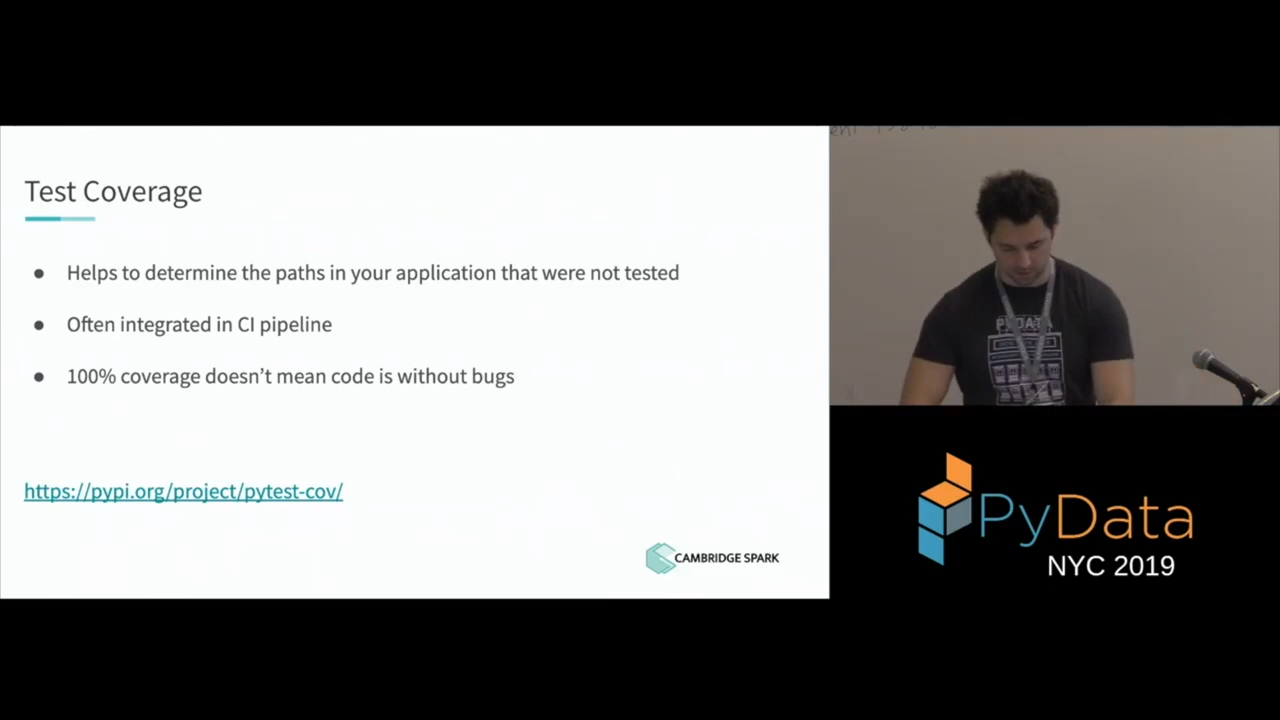 Test Coverage
● Helps to determine the paths in your application that were not tested
● Often integrated in CI pipeline
● 100% coverage doesn't mean code is without bugs
https://pypi.org/project/pytest-cov/
CAMBRIDGE SPARK
PYDATA
PyData
NYC 2019